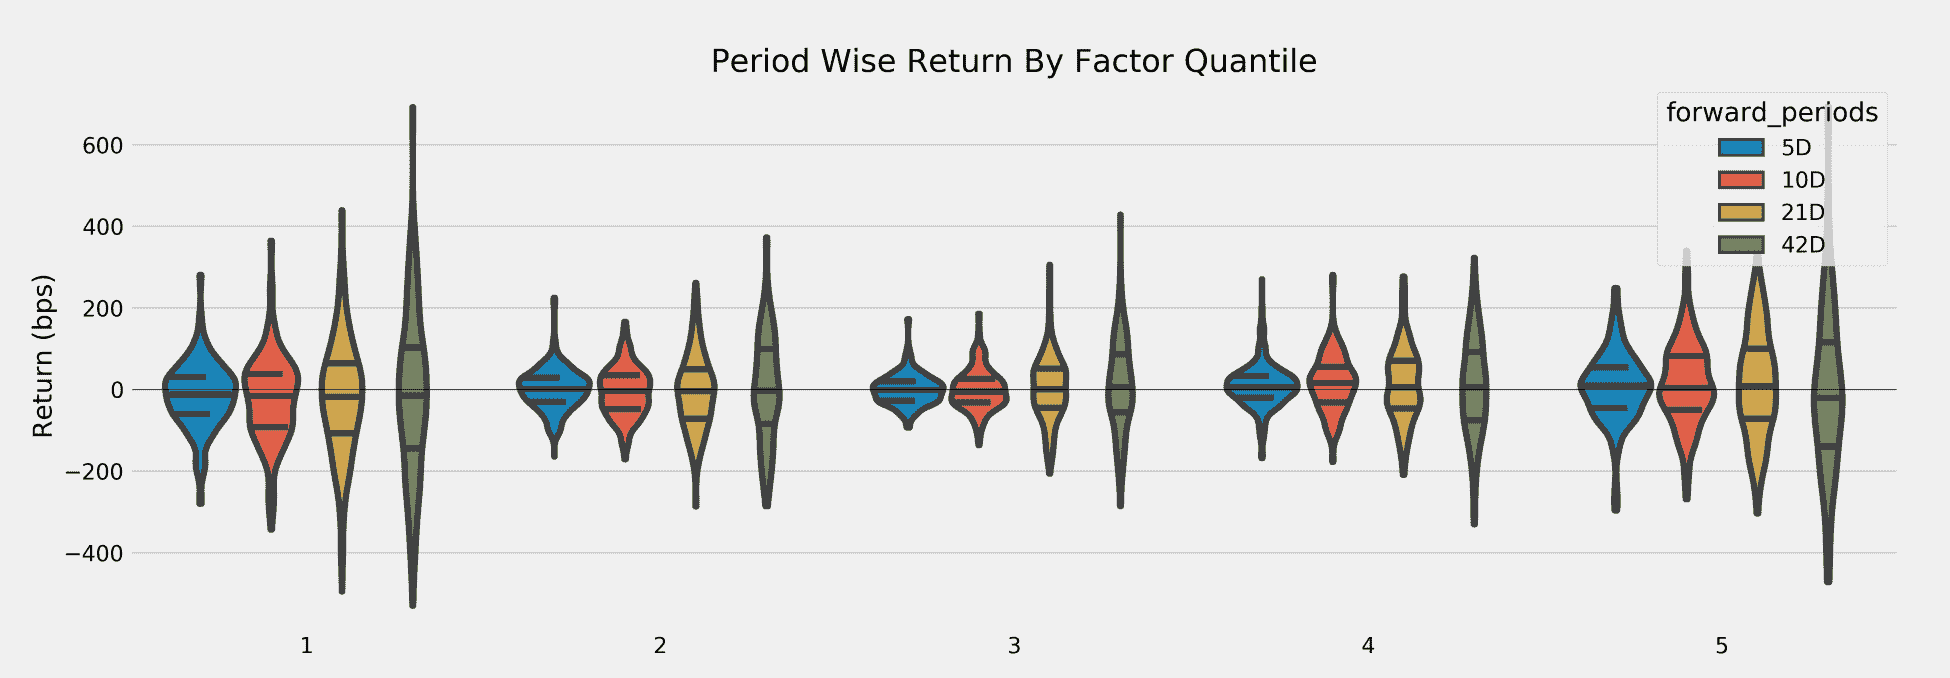 Period Wise Return By Factor Quantile
forward_periods
5D
10D
21D
42D
Return (bps)
600
400
200
0
−200
−400
1 2 3 4 5